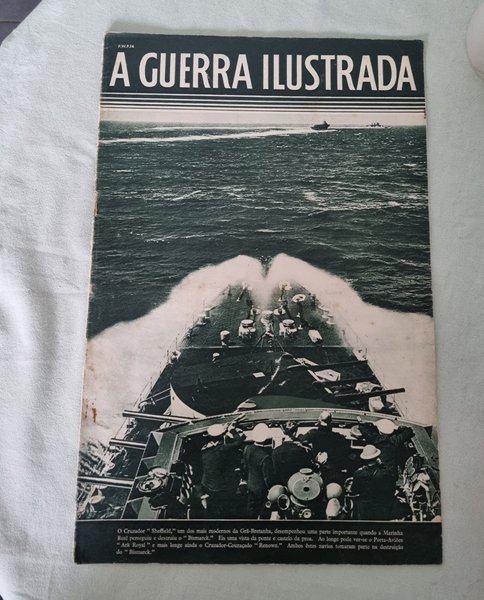 P.W.P.14
A GUERRA ILUSTRADA
O Cruzador "Sheffield," um dos mais modernos da Grã-Bretanha, desempenhou uma parte importante quando a Marinha
Real perseguiu e destruiu o "Bismarck." Eis uma vista da ponte e castelo da proa. Ao longe pode ver-se o Porta-Aviões
"Ark Royal" e mais longe ainda o Cruzador-Couraçado "Renown." Ambos êstes navios tomaram parte na destruição
do "Bismarck."